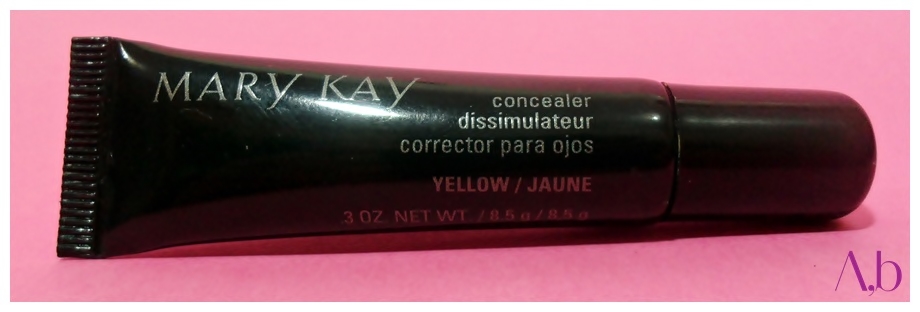 MARY KAY
concealer
dissimulateur
corrector para ojos
YELLOW / JAUNE
.3 OZ NET WT. / 8.5 g / 8.5 g
A,b